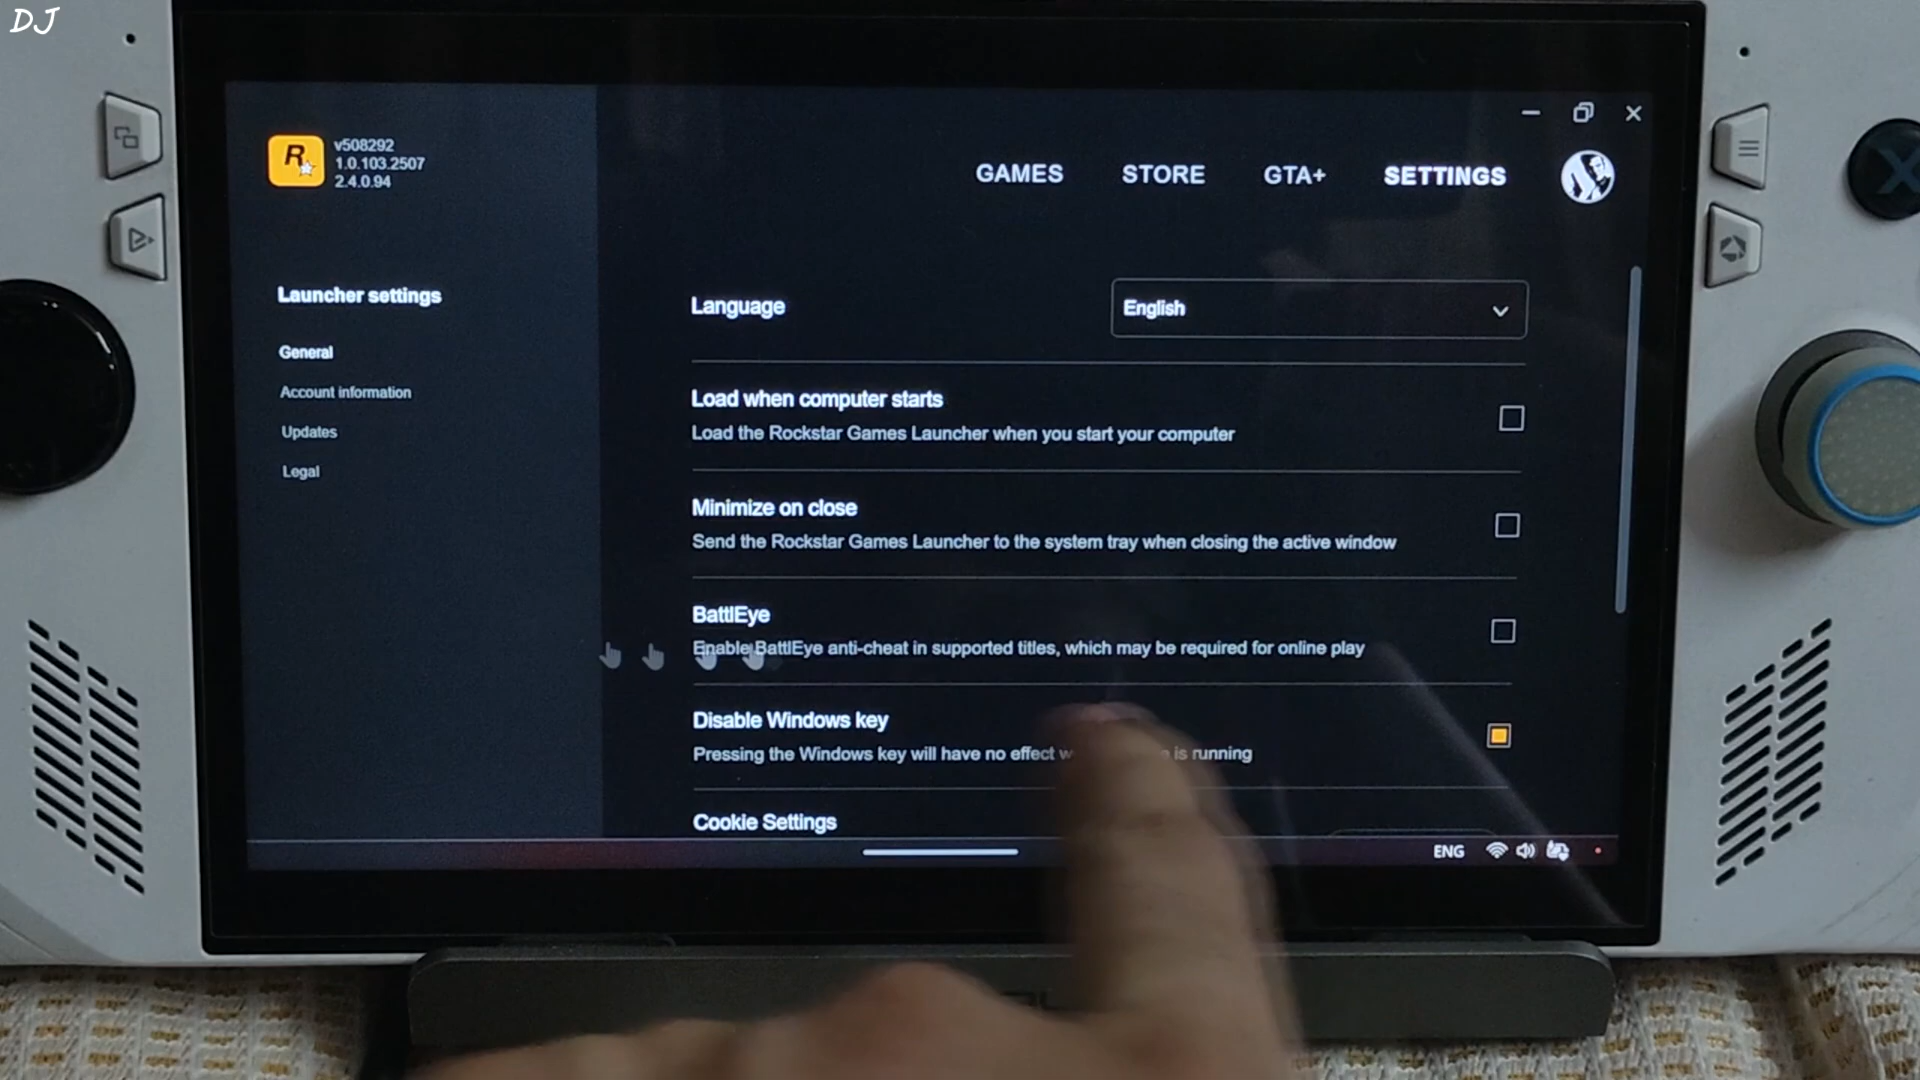 DJ
R
v508292
1.0.103.2507
2.4.0.94
GAMES STORE GTA+ SETTINGS
Launcher settings
General
Account information
Updates
Legal
Language
English
Load when computer starts
Load the Rockstar Games Launcher when you start your computer
Minimize on close
Send the Rockstar Games Launcher to the system tray when closing the active window
BattlEye
Enable BattlEye anti-cheat in supported titles, which may be required for online play
Disable Windows key
Pressing the Windows key will have no effect is running
Cookie Settings
ENG
X